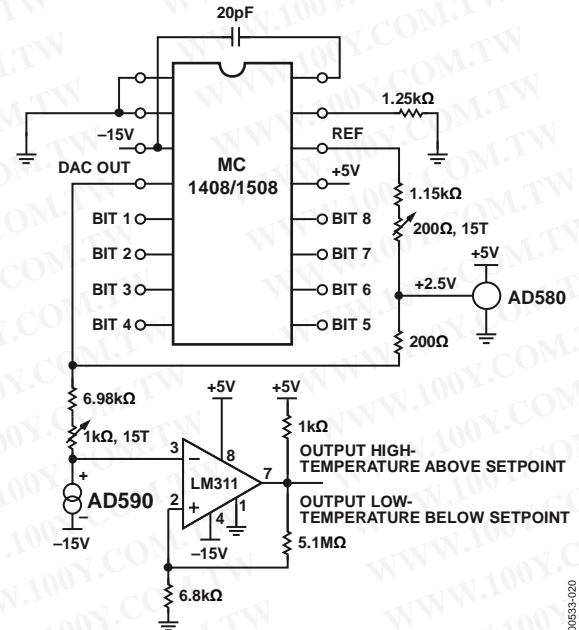 20pF
1.25kΩ
–15V
REF
DAC OUT
MC
1408/1508
+5V
1.15kΩ
BIT 1
BIT 8
200Ω, 15T
BIT 2
BIT 7
+5V
BIT 3
BIT 6
+2.5V
AD580
BIT 4
BIT 5
200Ω
6.98kΩ
+5V
+5V
1kΩ, 15T
1kΩ
3
8
–
OUTPUT HIGH-
TEMPERATURE ABOVE SETPOINT
+
LM311
7
AD590
2
+
1
OUTPUT LOW-
TEMPERATURE BELOW SETPOINT
–
4
–15V
–15V
5.1MΩ
6.8kΩ
00533-020
WWW.100Y.COM.TW